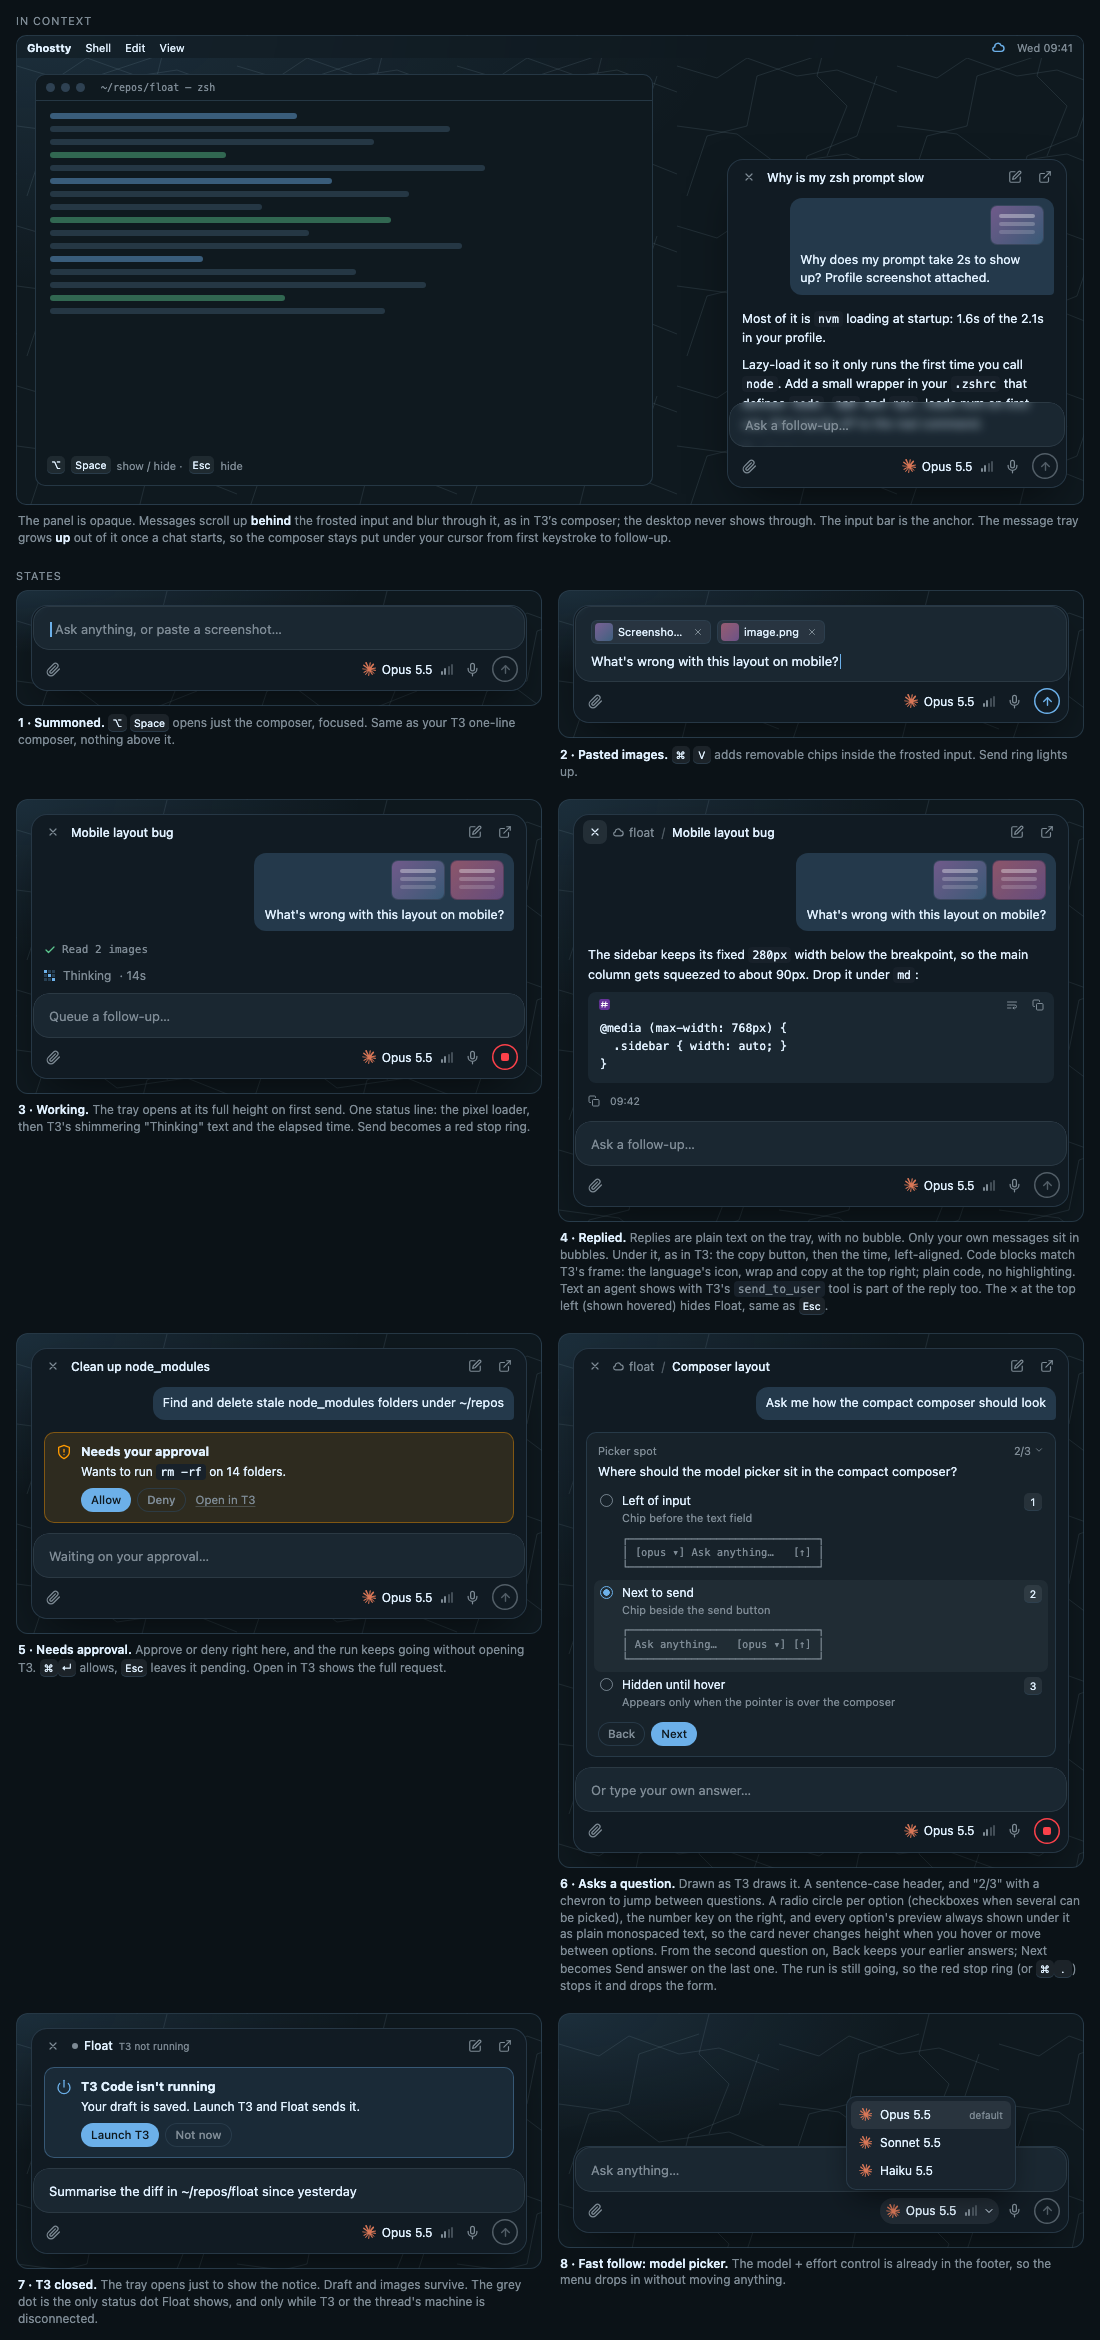 IN CONTEXT
Ghostty Shell Edit View
Wed 09:41
~/repos/float — zsh
⌥ Space show / hide · Esc hide
Why is my zsh prompt slow
Why does my prompt take 2s to show
up? Profile screenshot attached.
Most of it is nvm loading at startup: 1.6s of the 2.1s
in your profile.
Lazy-load it so it only runs the first time you call
node. Add a small wrapper in your .zshrc that
Ask a follow-up…
Opus 5.5
The panel is opaque. Messages scroll up behind the frosted input and blur through it, as in T3's composer; the desktop never shows through. The input bar is the anchor. The message tray
grows up out of it once a chat starts, so the composer stays put under your cursor from first keystroke to follow-up.
STATES
Ask anything, or paste a screenshot…
Opus 5.5
1 · Summoned. ⌥ Space opens just the composer, focused. Same as your T3 one-line
composer, nothing above it.
Screensho… × image.png ×
What's wrong with this layout on mobile?
Opus 5.5
2 · Pasted images. ⌘ V adds removable chips inside the frosted input. Send ring lights
up.
Mobile layout bug
What's wrong with this layout on mobile?
Read 2 images
Thinking · 14s
Queue a follow-up…
Opus 5.5
3 · Working. The tray opens at its full height on first send. One status line: the pixel loader,
then T3's shimmering "Thinking" text and the elapsed time. Send becomes a red stop ring.
float / Mobile layout bug
What's wrong with this layout on mobile?
The sidebar keeps its fixed 280px width below the breakpoint, so the main
column gets squeezed to about 90px. Drop it under md:
#
@media (max-width: 768px) {
.sidebar { width: auto; }
}
09:42
Ask a follow-up…
Opus 5.5
4 · Replied. Replies are plain text on the tray, with no bubble. Only your own messages sit in
bubbles. Under it, as in T3: the copy button, then the time, left-aligned. Code blocks match
T3's frame: the language's icon, wrap and copy at the top right; plain code, no highlighting.
Text an agent shows with T3's send_to_user tool is part of the reply too. The × at the top
left (shown hovered) hides Float, same as Esc.
Clean up node_modules
Find and delete stale node_modules folders under ~/repos
Needs your approval
Wants to run rm -rf on 14 folders.
Allow Deny Open in T3
Waiting on your approval…
Opus 5.5
5 · Needs approval. Approve or deny right here, and the run keeps going without opening
T3. ⌘ ↵ allows, Esc leaves it pending. Open in T3 shows the full request.
float / Composer layout
Ask me how the compact composer should look
Picker spot 2/3
Where should the model picker sit in the compact composer?
Left of input 1
Chip before the text field
[opus ▾] Ask anything… [↑]
Next to send 2
Chip beside the send button
Ask anything… [opus ▾] [↑]
Hidden until hover 3
Appears only when the pointer is over the composer
Back Next
Or type your own answer…
Opus 5.5
6 · Asks a question. Drawn as T3 draws it. A sentence-case header, and "2/3" with a
chevron to jump between questions. A radio circle per option (checkboxes when several can
be picked), the number key on the right, and every option's preview always shown under it
as plain monospaced text, so the card never changes height when you hover or move
between options. From the second question on, Back keeps your earlier answers; Next
becomes Send answer on the last one. The run is still going, so the red stop ring (or ⌘ .)
stops it and drops the form.
Float T3 not running
T3 Code isn't running
Your draft is saved. Launch T3 and Float sends it.
Launch T3 Not now
Summarise the diff in ~/repos/float since yesterday
Opus 5.5
7 · T3 closed. The tray opens just to show the notice. Draft and images survive. The grey
dot is the only status dot Float shows, and only while T3 or the thread's machine is
disconnected.
Opus 5.5 default
Sonnet 5.5
Haiku 5.5
Ask anything…
Opus 5.5
8 · Fast follow: model picker. The model + effort control is already in the footer, so the
menu drops in without moving anything.